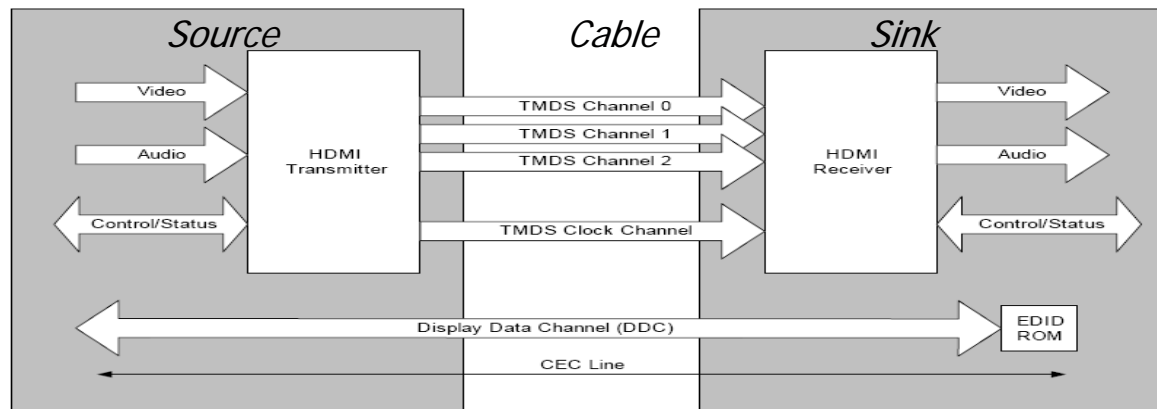 Source
Cable
Sink
Video
TMDS Channel 0
Video
TMDS Channel 1
Audio
HDMI
Transmitter
TMDS Channel 2
HDMI
Receiver
Audio
Control/Status
TMDS Clock Channel
Control/Status
Display Data Channel (DDC)
EDID
ROM
CEC Line